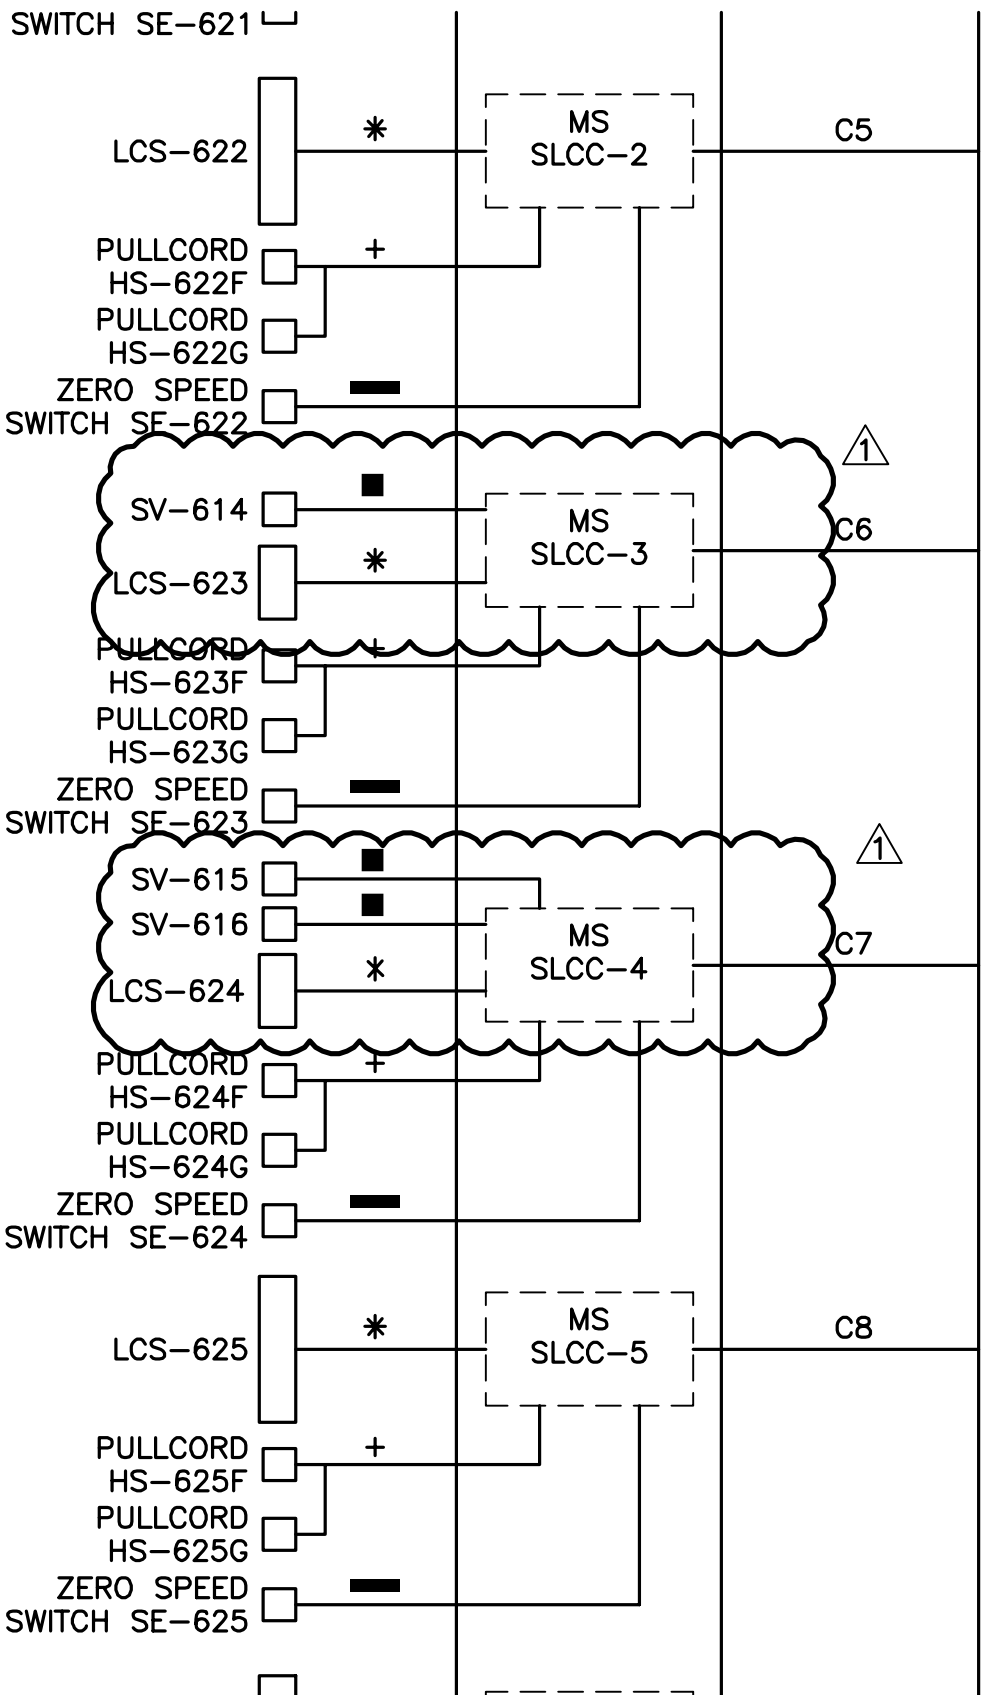 SWITCH SE-621
LCS-622
*
MS
SLCC-2
C5
PULLCORD
HS-622F
+
PULLCORD
HS-622G
ZERO SPEED
SWITCH SE-622
1
SV-614
MS
SLCC-3
C6
LCS-623
*
PULLCORD
HS-623F
+
PULLCORD
HS-623G
ZERO SPEED
SWITCH SE-623
1
SV-615
SV-616
MS
SLCC-4
C7
LCS-624
*
PULLCORD
HS-624F
+
PULLCORD
HS-624G
ZERO SPEED
SWITCH SE-624
LCS-625
*
MS
SLCC-5
C8
PULLCORD
HS-625F
+
PULLCORD
HS-625G
ZERO SPEED
SWITCH SE-625